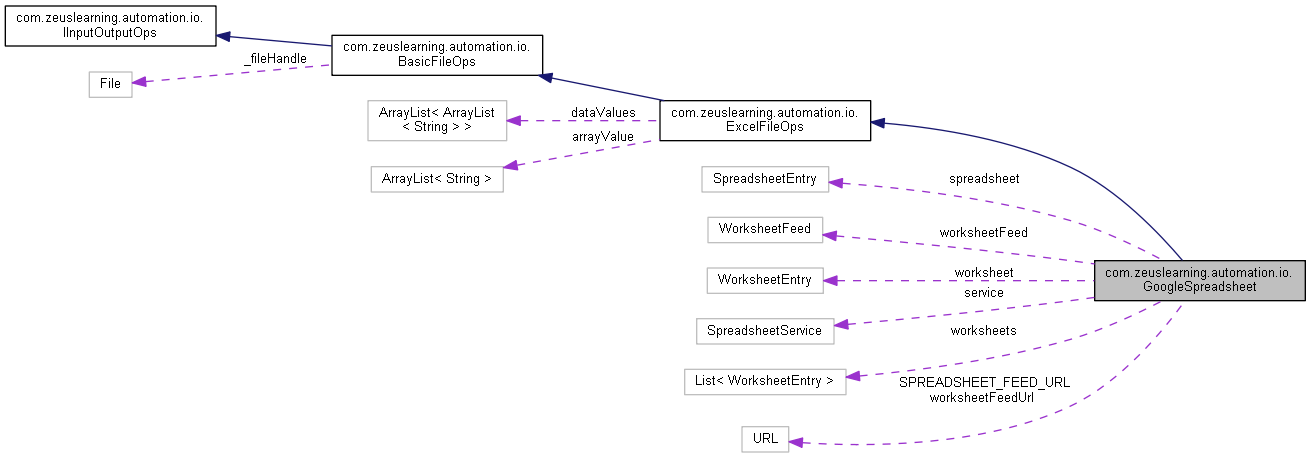 com.zeuslearning.automation.io.
IInputOutputOps
_fileHandle
File
com.zeuslearning.automation.io.
BasicFileOps
ArrayList< ArrayList
< String > >
dataValues
arrayValue
ArrayList< String >
com.zeuslearning.automation.io.
ExcelFileOps
SpreadsheetEntry
spreadsheet
WorksheetFeed
worksheetFeed
WorksheetEntry
worksheet
service
SpreadsheetService
worksheets
List< WorksheetEntry >
SPREADSHEET_FEED_URL
worksheetFeedUrl
URL
com.zeuslearning.automation.io.
GoogleSpreadsheet